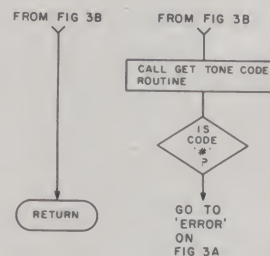 FROM FIG 3B
FROM FIG 3B
CALL GET TONE CODE
ROUTINE
IS
CODE
'#'
?
RETURN
GO TO
'ERROR'
ON
FIG 3A